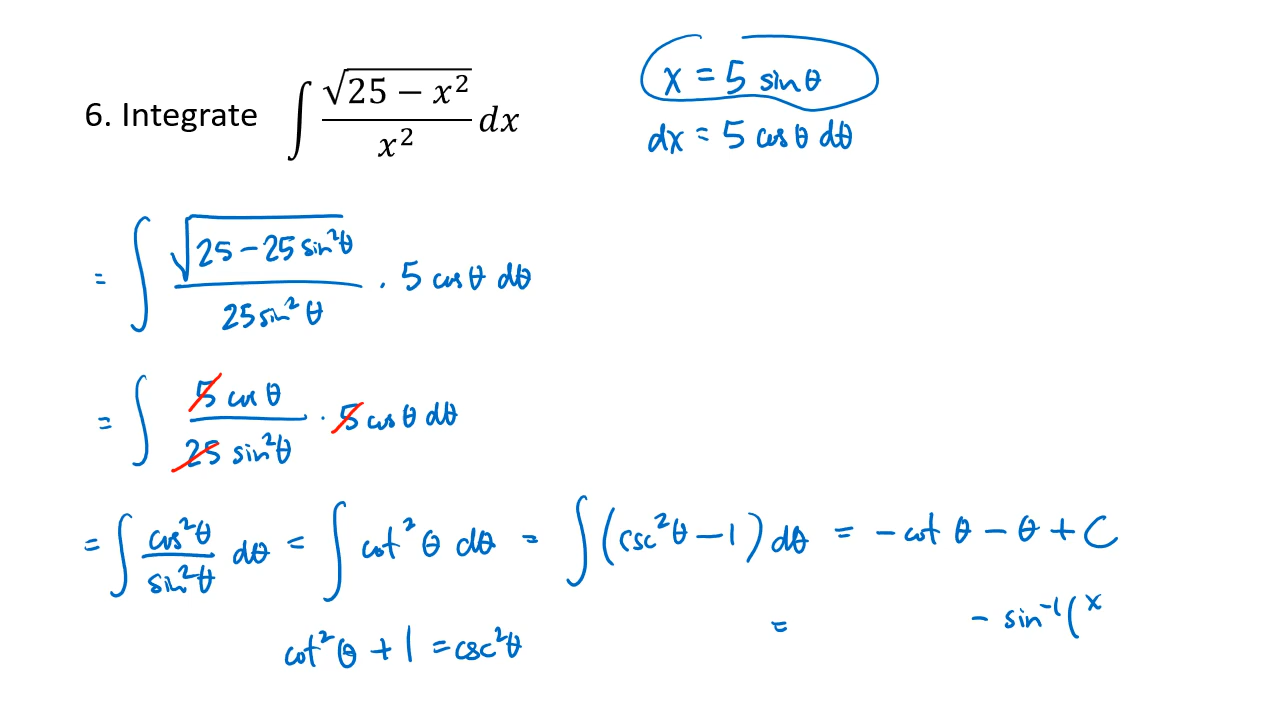 6. Integrate ∫ √(25 − x²) / x² dx
x = 5 sin θ
dx = 5 cos θ dθ
= ∫ √(25 − 25 sin²θ) / (25 sin²θ) · 5 cos θ dθ
= ∫ 5 cos θ / (25 sin²θ) · 5 cos θ dθ
= ∫ cos²θ / sin²θ dθ = ∫ cot²θ dθ = ∫ (csc²θ − 1) dθ = − cot θ − θ + C
= − sin⁻¹( x
cot²θ + 1 = csc²θ